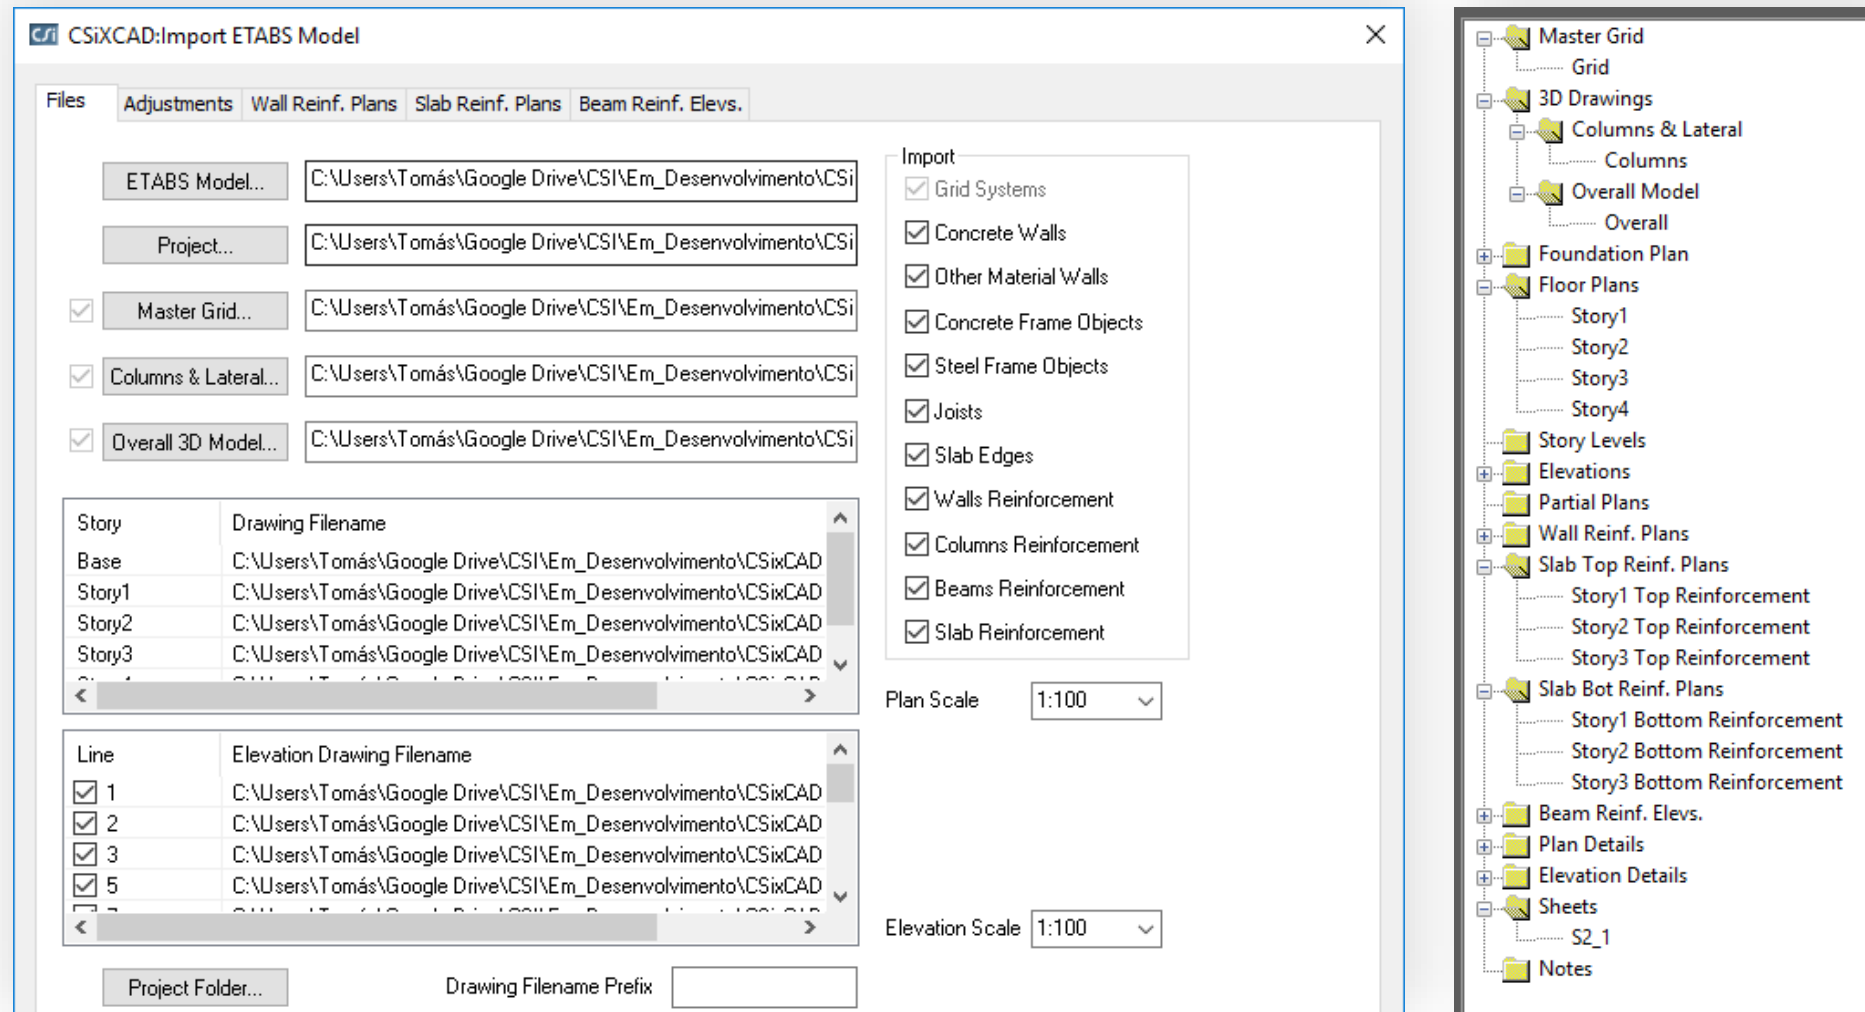 CSi CSiXCAD:Import ETABS Model
Files Adjustments Wall Reinf. Plans Slab Reinf. Plans Beam Reinf. Elevs.
ETABS Model... C:\Users\Tomás\Google Drive\CSI\Em_Desenvolvimento\CSi
Project... C:\Users\Tomás\Google Drive\CSI\Em_Desenvolvimento\CSi
Master Grid... C:\Users\Tomás\Google Drive\CSI\Em_Desenvolvimento\CSi
Columns & Lateral... C:\Users\Tomás\Google Drive\CSI\Em_Desenvolvimento\CSi
Overall 3D Model... C:\Users\Tomás\Google Drive\CSI\Em_Desenvolvimento\CSi
Story Drawing Filename
Base C:\Users\Tomás\Google Drive\CSI\Em_Desenvolvimento\CSixCAD
Story1 C:\Users\Tomás\Google Drive\CSI\Em_Desenvolvimento\CSixCAD
Story2 C:\Users\Tomás\Google Drive\CSI\Em_Desenvolvimento\CSixCAD
Story3 C:\Users\Tomás\Google Drive\CSI\Em_Desenvolvimento\CSixCAD
Line Elevation Drawing Filename
1 C:\Users\Tomás\Google Drive\CSI\Em_Desenvolvimento\CSixCAD
2 C:\Users\Tomás\Google Drive\CSI\Em_Desenvolvimento\CSixCAD
3 C:\Users\Tomás\Google Drive\CSI\Em_Desenvolvimento\CSixCAD
5 C:\Users\Tomás\Google Drive\CSI\Em_Desenvolvimento\CSixCAD
Project Folder... Drawing Filename Prefix
Import
Grid Systems
Concrete Walls
Other Material Walls
Concrete Frame Objects
Steel Frame Objects
Joists
Slab Edges
Walls Reinforcement
Columns Reinforcement
Beams Reinforcement
Slab Reinforcement
Plan Scale 1:100
Elevation Scale 1:100
Master Grid
Grid
3D Drawings
Columns & Lateral
Columns
Overall Model
Overall
Foundation Plan
Floor Plans
Story1
Story2
Story3
Story4
Story Levels
Elevations
Partial Plans
Wall Reinf. Plans
Slab Top Reinf. Plans
Story1 Top Reinforcement
Story2 Top Reinforcement
Story3 Top Reinforcement
Slab Bot Reinf. Plans
Story1 Bottom Reinforcement
Story2 Bottom Reinforcement
Story3 Bottom Reinforcement
Beam Reinf. Elevs.
Plan Details
Elevation Details
Sheets
S2_1
Notes